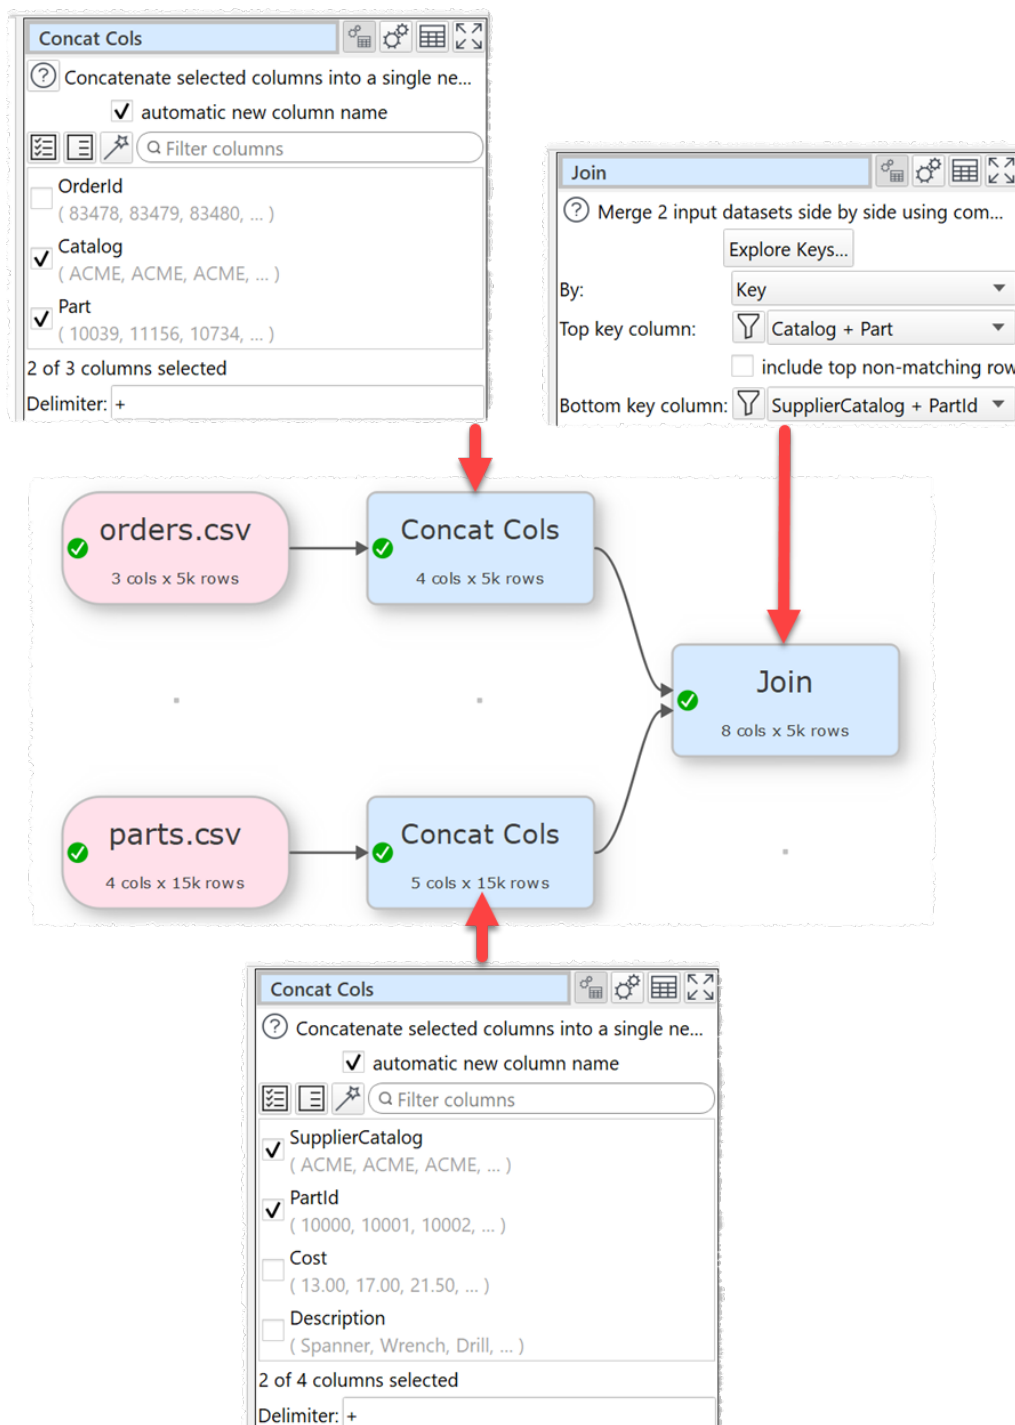 Concat Cols
Concatenate selected columns into a single ne...
automatic new column name
Filter columns
OrderId
( 83478, 83479, 83480, ... )
Catalog
( ACME, ACME, ACME, ... )
Part
( 10039, 11156, 10734, ... )
2 of 3 columns selected
Delimiter: +
Join
Merge 2 input datasets side by side using com...
Explore Keys...
By: Key
Top key column: Catalog + Part
include top non-matching row
Bottom key column: SupplierCatalog + PartId
orders.csv
3 cols x 5k rows
Concat Cols
4 cols x 5k rows
Join
8 cols x 5k rows
parts.csv
4 cols x 15k rows
Concat Cols
5 cols x 15k rows
Concat Cols
Concatenate selected columns into a single ne...
automatic new column name
Filter columns
SupplierCatalog
( ACME, ACME, ACME, ... )
PartId
( 10000, 10001, 10002, ... )
Cost
( 13.00, 17.00, 21.50, ... )
Description
( Spanner, Wrench, Drill, ... )
2 of 4 columns selected
Delimiter: +